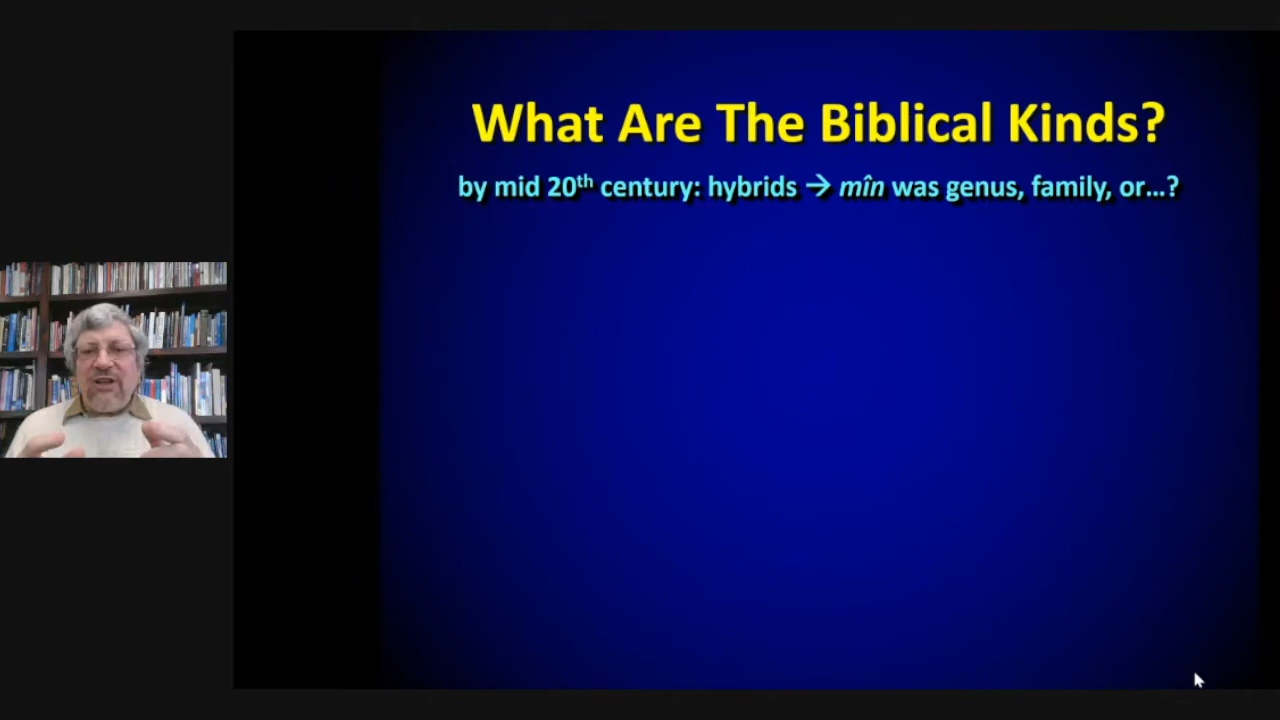 What Are The Biblical Kinds?
by mid 20th century: hybrids → mîn was genus, family, or...?